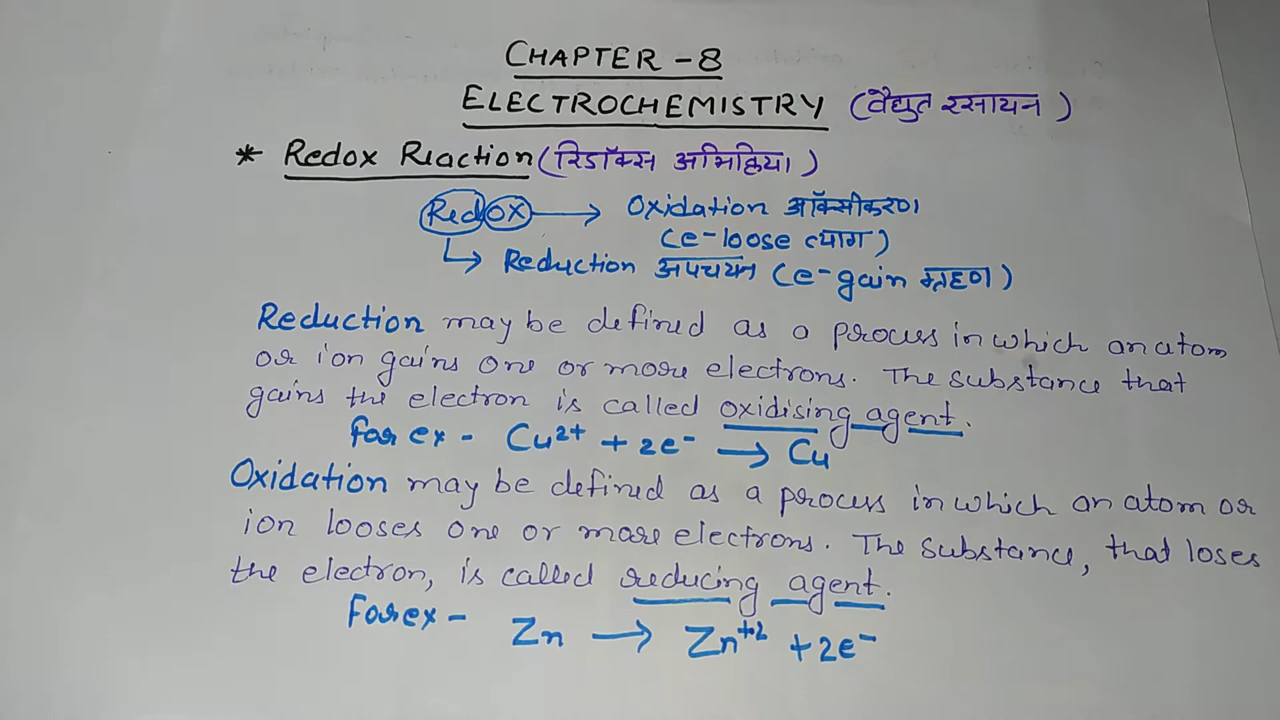 CHAPTER -8
ELECTROCHEMISTRY (वैद्युत रसायन)
* Redox Reaction (रिडॉक्स अभिक्रिया)
Redox → Oxidation ऑक्सीकरण
(e-loose त्याग)
↳ Reduction अपचयन (e-gain ग्रहण)
Reduction may be defined as a process in which an atom
or ion gains one or more electrons. The substance that
gains the electron is called oxidising agent.
For ex - Cu²⁺ + 2e⁻ → Cu
Oxidation may be defined as a process in which an atom or
ion looses one or more electrons. The substance, that loses
the electron, is called reducing agent.
For ex - Zn → Zn⁺² + 2e⁻